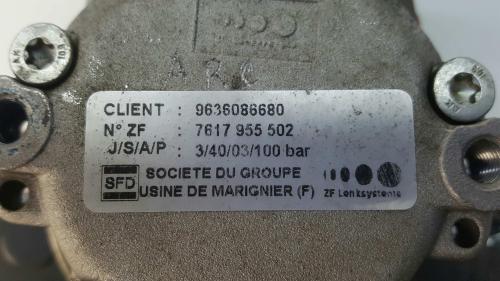 ARC
CLIENT : 9636086680
N° ZF : 7617 955 502
J/S/A/P : 3/40/03/100 bar
SFD SOCIETE DU GROUPE
USINE DE MARIGNIER (F) ZF Lenksysteme